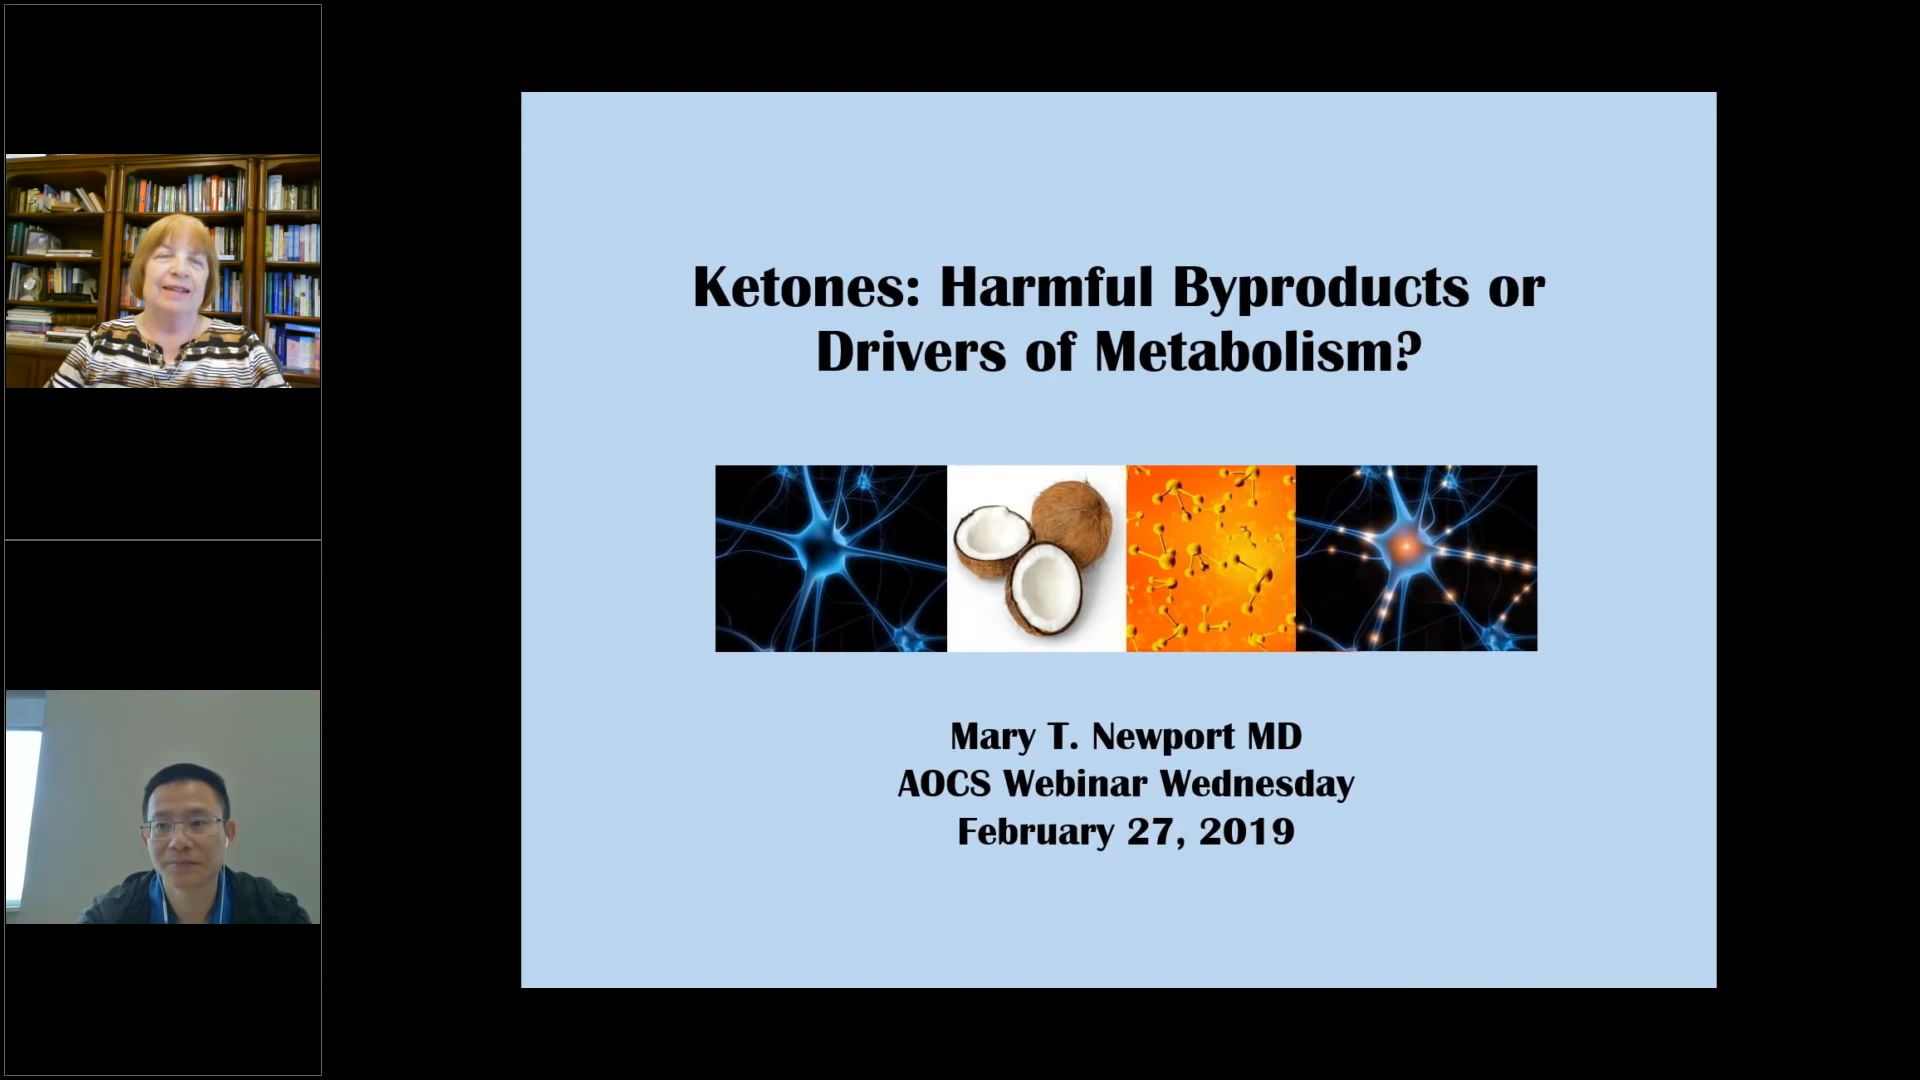 Ketones: Harmful Byproducts or
Drivers of Metabolism?
Mary T. Newport MD
AOCS Webinar Wednesday
February 27, 2019